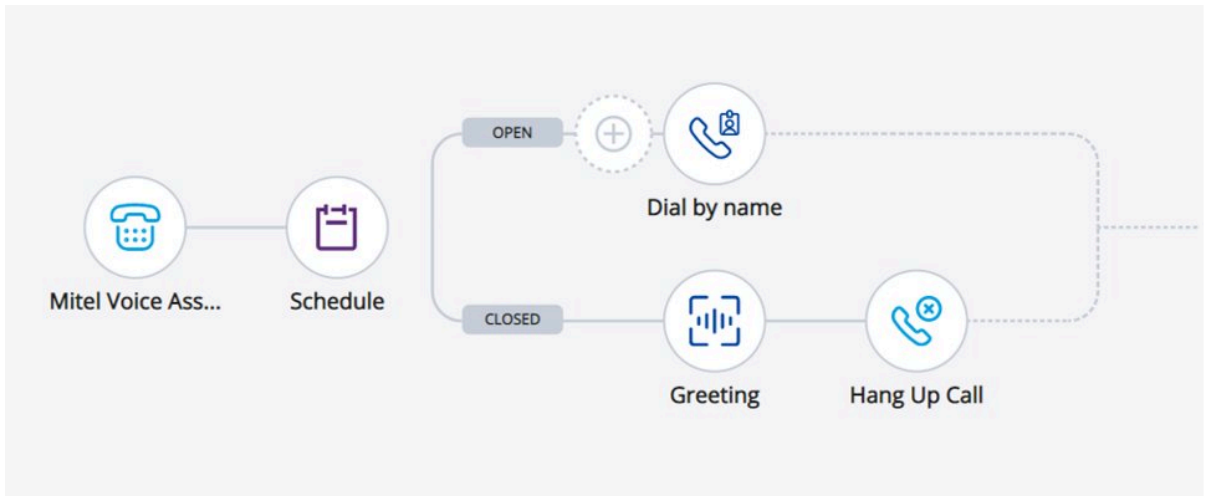 OPEN
Dial by name
Mitel Voice Ass...
Schedule
CLOSED
Greeting
Hang Up Call